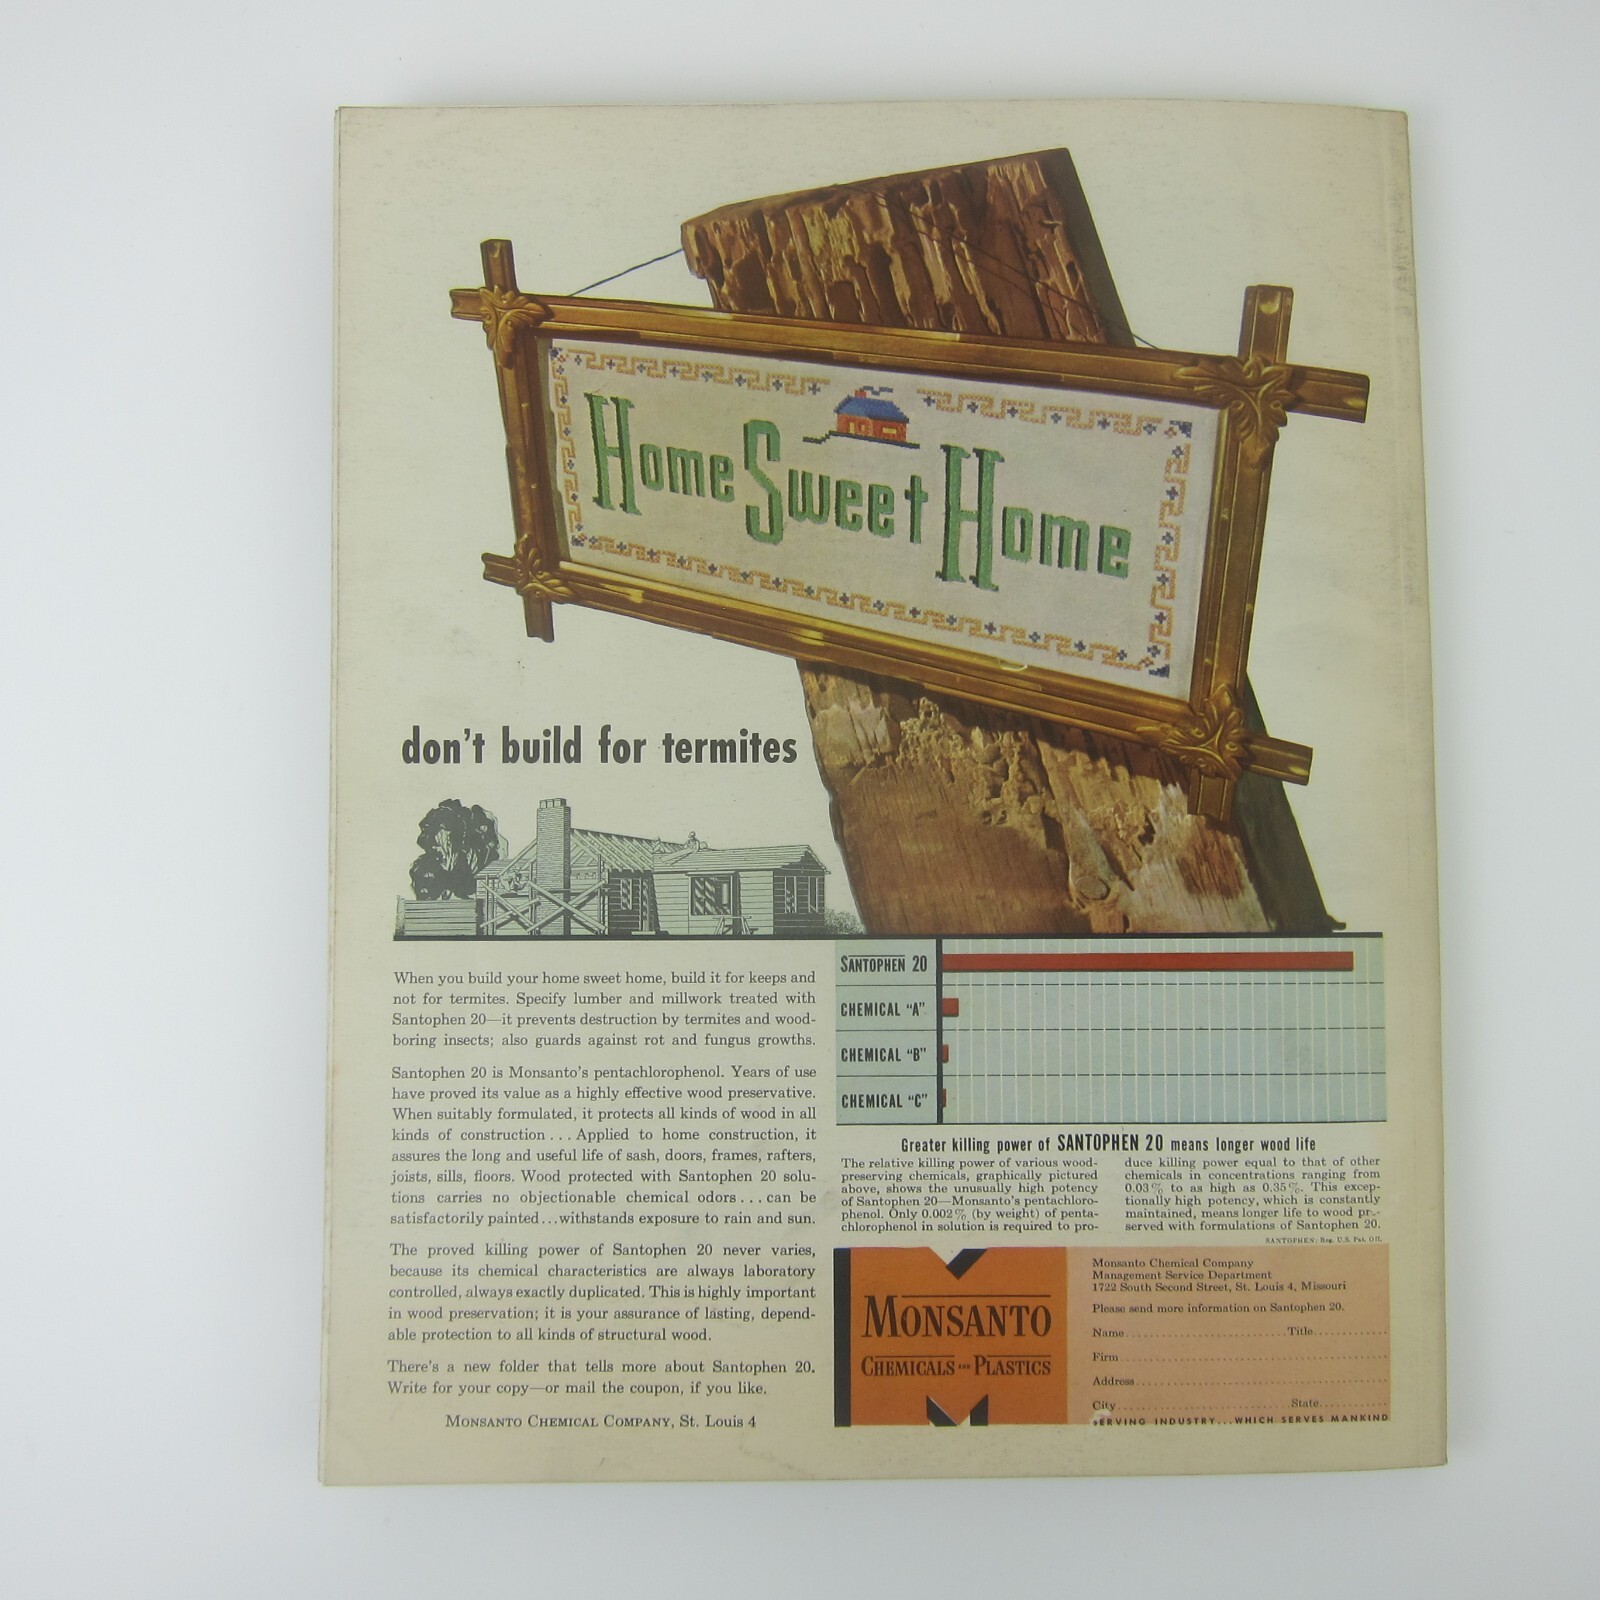 Home Sweet Home
don't build for termites
When you build your home sweet home, build it for keeps and
not for termites. Specify lumber and millwork treated with
Santophen 20—it prevents destruction by termites and wood-
boring insects; also guards against rot and fungus growths.
Santophen 20 is Monsanto's pentachlorophenol. Years of use
have proved its value as a highly effective wood preservative.
When suitably formulated, it protects all kinds of wood in all
kinds of construction . . . Applied to home construction, it
assures the long and useful life of sash, doors, frames, rafters,
joists, sills, floors. Wood protected with Santophen 20 solu-
tions carries no objectionable chemical odors . . . can be
satisfactorily painted . . . withstands exposure to rain and sun.
The proved killing power of Santophen 20 never varies,
because its chemical characteristics are always laboratory
controlled, always exactly duplicated. This is highly important
in wood preservation; it is your assurance of lasting, depend-
able protection to all kinds of structural wood.
There's a new folder that tells more about Santophen 20.
Write for your copy—or mail the coupon, if you like.
MONSANTO CHEMICAL COMPANY, St. Louis 4
SANTOPHEN 20
CHEMICAL "A"
CHEMICAL "B"
CHEMICAL "C"
Greater killing power of SANTOPHEN 20 means longer wood life
The relative killing power of various wood-
preserving chemicals, graphically pictured
above, shows the unusually high potency
of Santophen 20—Monsanto's pentachloro-
phenol. Only 0.002% (by weight) of penta-
chlorophenol in solution is required to pro-
duce killing power equal to that of other
chemicals in concentrations ranging from
0.03% to as high as 0.35%. This excep-
tionally high potency, which is constantly
maintained, means longer life to wood pre-
served with formulations of Santophen 20.
SANTOPHEN: Reg. U.S. Pat. Off.
MONSANTO
CHEMICALS AND PLASTICS
Monsanto Chemical Company
Management Service Department
1722 South Second Street, St. Louis 4, Missouri
Please send more information on Santophen 20.
Name Title
Firm
Address
City State
SERVING INDUSTRY...WHICH SERVES MANKIND